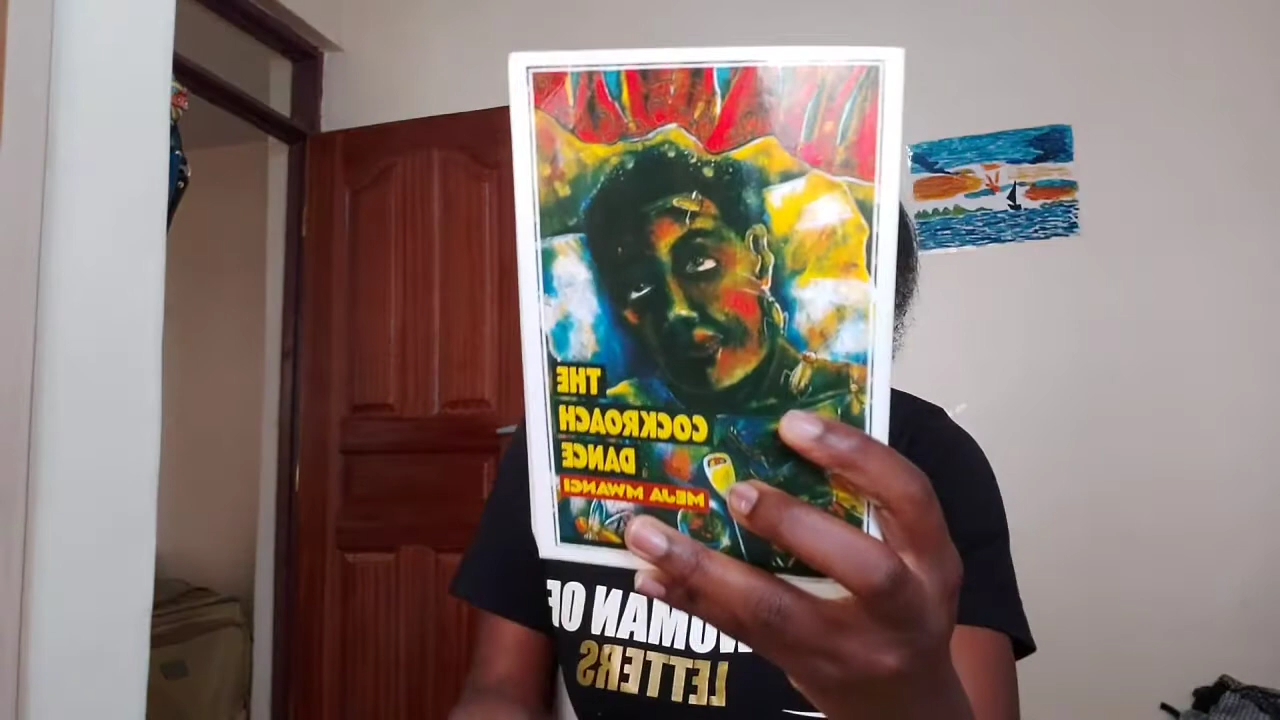 THE
COCKROACH
DANCE
MEJA MWANGI
WOMAN OF
LETTERS